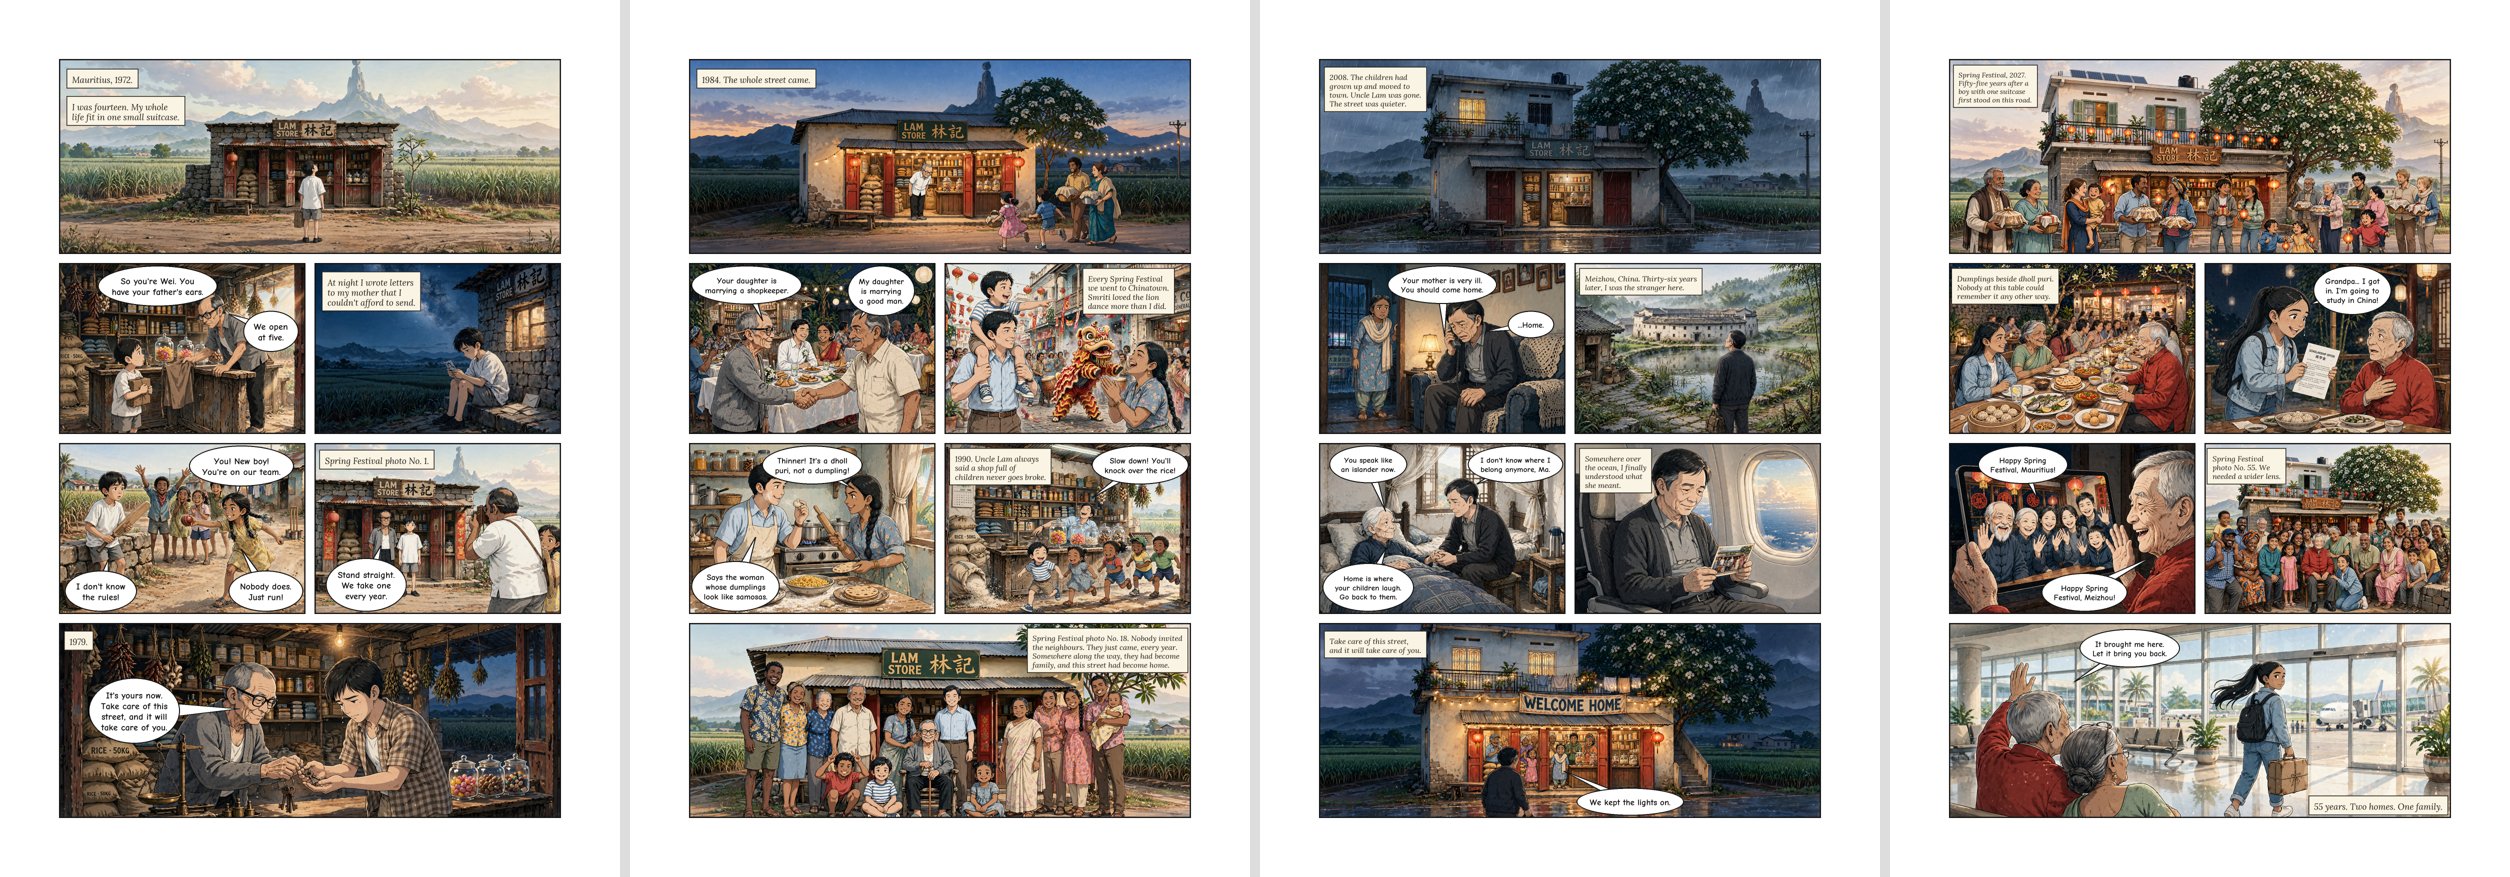 Mauritius, 1972.
I was fourteen. My whole
life fit in one small suitcase.
LAM
STORE
林記
So you're Wei. You
have your father's ears.
We open
at five.
RICE - 50KG
At night I wrote letters
to my mother that I
couldn't afford to send.
林記
You! New boy!
You're on our team.
I don't know
the rules!
Nobody does.
Just run!
Spring Festival photo No. 1.
LAM
STORE
林記
Stand straight.
We take one
every year.
1979.
It's yours now.
Take care of this
street, and it will
take care of you.
RICE - 50KG
RICE - 50KG
1984. The whole street came.
LAM
STORE
林記
Your daughter is
marrying a shopkeeper.
My daughter
is marrying
a good man.
Every Spring Festival
we went to Chinatown.
Smriti loved the lion
dance more than I did.
Thinner! It's a dholl
puri, not a dumpling!
Says the woman
whose dumplings
look like samosas.
1990. Uncle Lam always
said a shop full of
children never goes broke.
Slow down! You'll
knock over the rice!
RICE - 50KG
Spring Festival photo No. 18. Nobody invited
the neighbours. They just came, every year.
Somewhere along the way, they had become
family, and this street had become home.
LAM
STORE
林記
2008. The children had
grown up and moved to
town. Uncle Lam was gone.
The street was quieter.
LAM
STORE
林記
Your mother is very ill.
You should come home.
...Home.
Meizhou, China. Thirty-six years
later, I was the stranger here.
You speak like
an islander now.
I don't know where I
belong anymore, Ma.
Home is where
your children laugh.
Go back to them.
Somewhere over
the ocean, I finally
understood what
she meant.
Take care of this street,
and it will take care of you.
WELCOME HOME
We kept the lights on.
Spring Festival, 2027.
Fifty-five years after a
boy with one suitcase
first stood on this road.
LAM
STORE
林記
Dumplings beside dholl puri.
Nobody at this table could
remember it any other way.
Grandpa... I got
in. I'm going to
study in China!
Happy Spring
Festival, Mauritius!
Happy Spring
Festival, Meizhou!
Spring Festival
photo No. 55. We
needed a wider lens.
It brought me here.
Let it bring you back.
55 years. Two homes. One family.